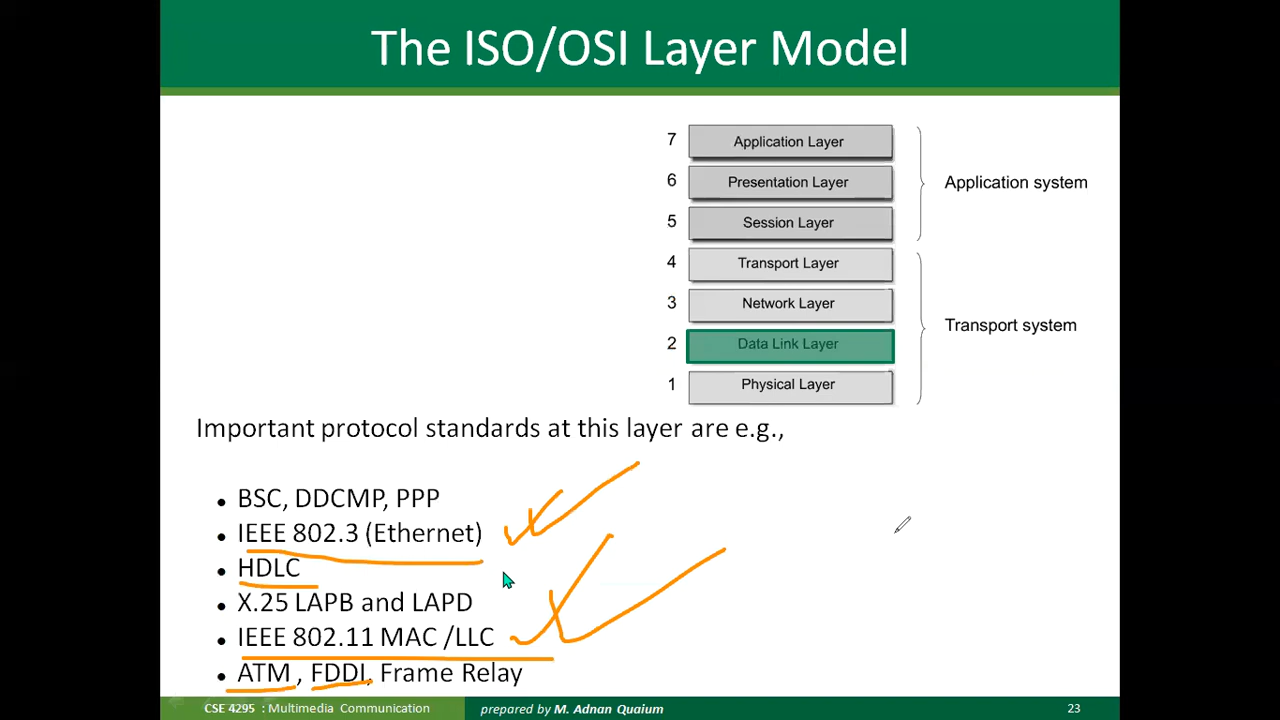 The ISO/OSI Layer Model
7 Application Layer
6 Presentation Layer
5 Session Layer
Application system
4 Transport Layer
3 Network Layer
2 Data Link Layer
1 Physical Layer
Transport system
Important protocol standards at this layer are e.g.,
• BSC, DDCMP, PPP
• IEEE 802.3 (Ethernet)
• HDLC
• X.25 LAPB and LAPD
• IEEE 802.11 MAC /LLC
• ATM , FDDI, Frame Relay
CSE 4295 : Multimedia Communication prepared by M. Adnan Quaium 23